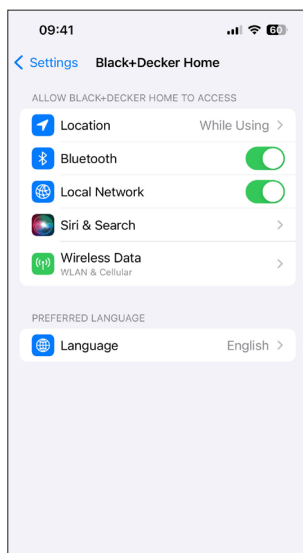 09:41
60
Settings Black+Decker Home
ALLOW BLACK+DECKER HOME TO ACCESS
Location While Using
Bluetooth
Local Network
Siri & Search
Wireless Data
WLAN & Cellular
PREFERRED LANGUAGE
Language English